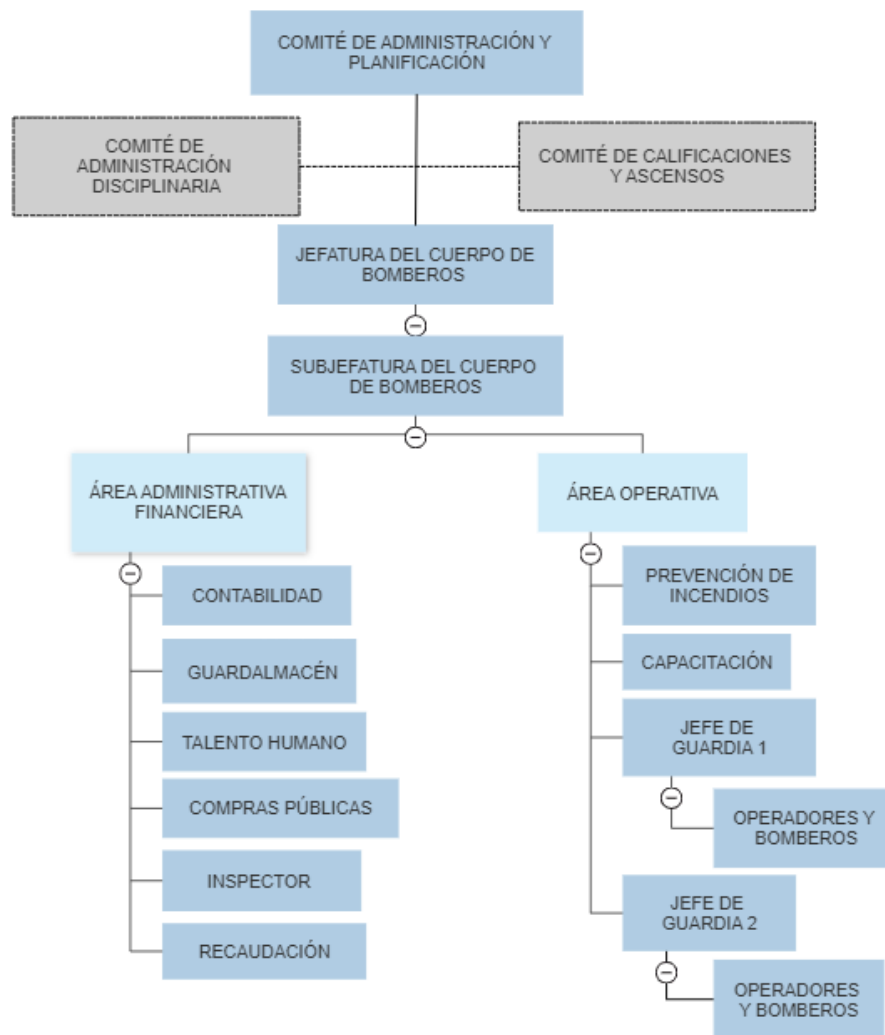 COMITÉ DE ADMINISTRACIÓN Y
PLANIFICACIÓN
COMITÉ DE
ADMINISTRACIÓN
DISCIPLINARIA
COMITÉ DE CALIFICACIONES
Y ASCENSOS
JEFATURA DEL CUERPO DE
BOMBEROS
SUBJEFATURA DEL CUERPO
DE BOMBEROS
ÁREA ADMINISTRATIVA
FINANCIERA
CONTABILIDAD
GUARDALMACÉN
TALENTO HUMANO
COMPRAS PÚBLICAS
INSPECTOR
RECAUDACIÓN
ÁREA OPERATIVA
PREVENCIÓN DE
INCENDIOS
CAPACITACIÓN
JEFE DE
GUARDIA 1
OPERADORES Y
BOMBEROS
JEFE DE
GUARDIA 2
OPERADORES
Y BOMBEROS